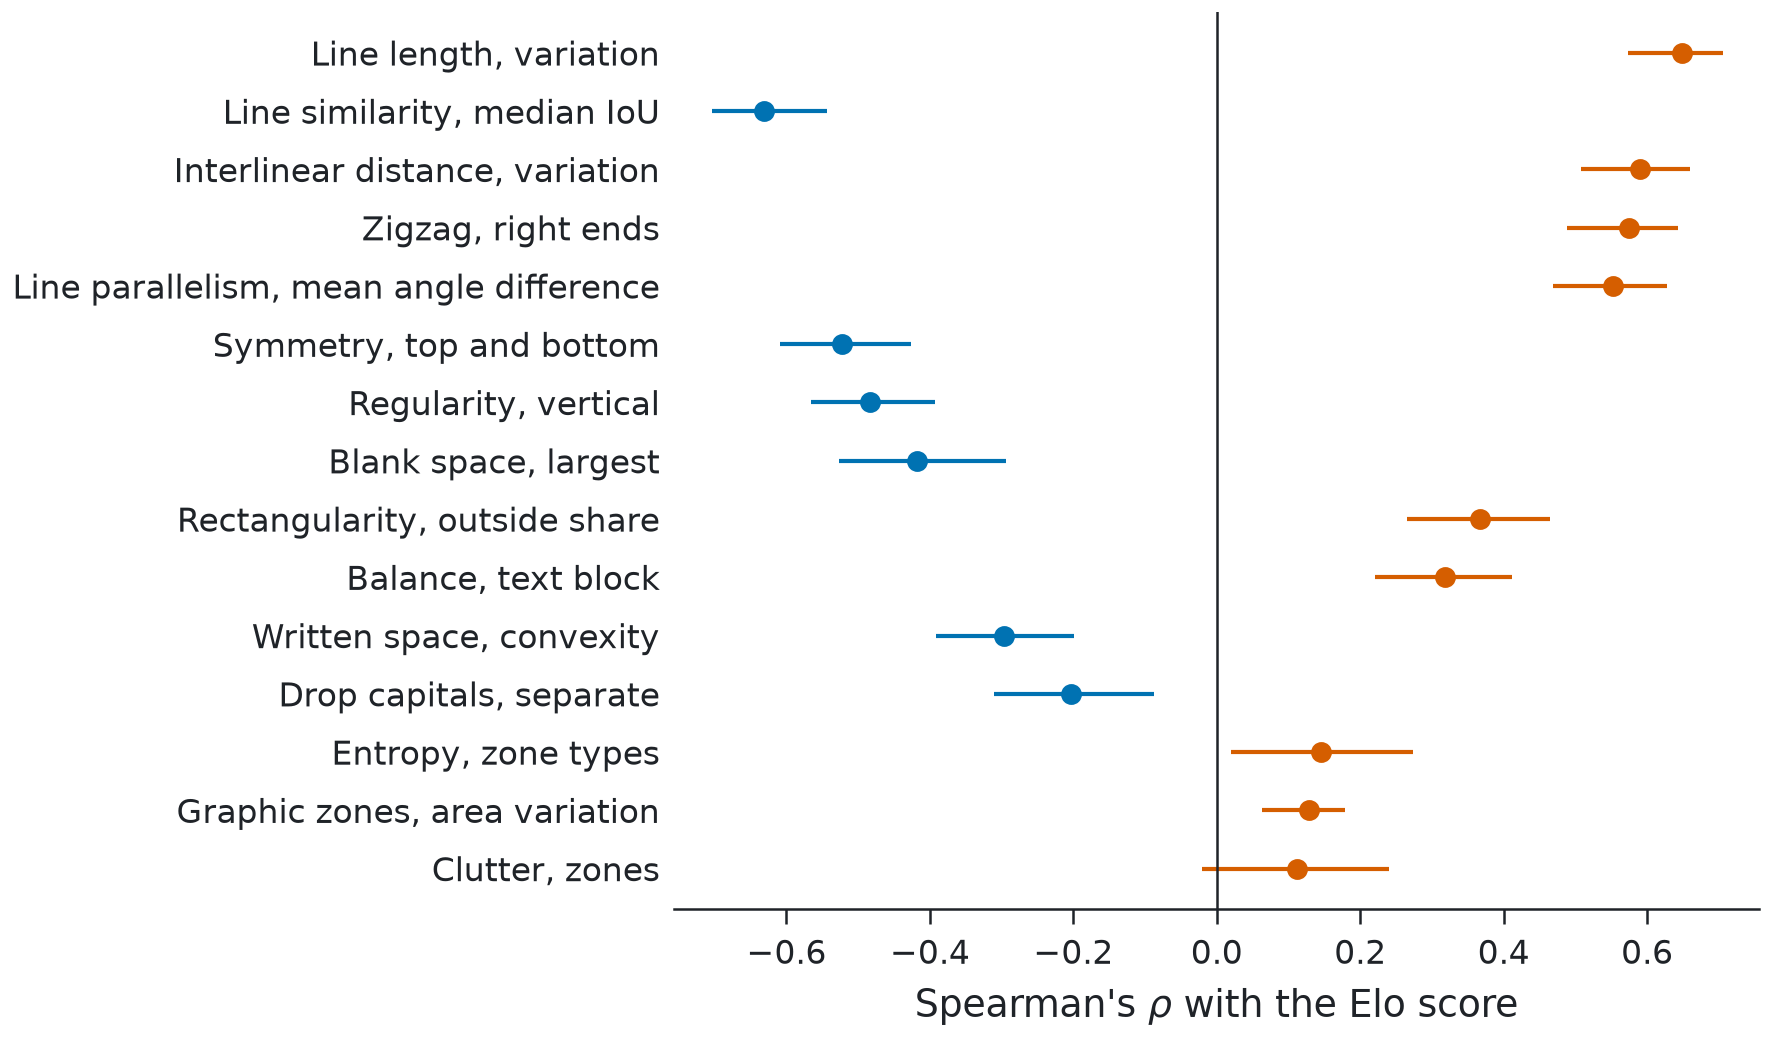 Line length, variation
Line similarity, median IoU
Interlinear distance, variation
Zigzag, right ends
Line parallelism, mean angle difference
Symmetry, top and bottom
Regularity, vertical
Blank space, largest
Rectangularity, outside share
Balance, text block
Written space, convexity
Drop capitals, separate
Entropy, zone types
Graphic zones, area variation
Clutter, zones
−0.6 −0.4 −0.2 0.0 0.2 0.4 0.6
Spearman's ρ with the Elo score